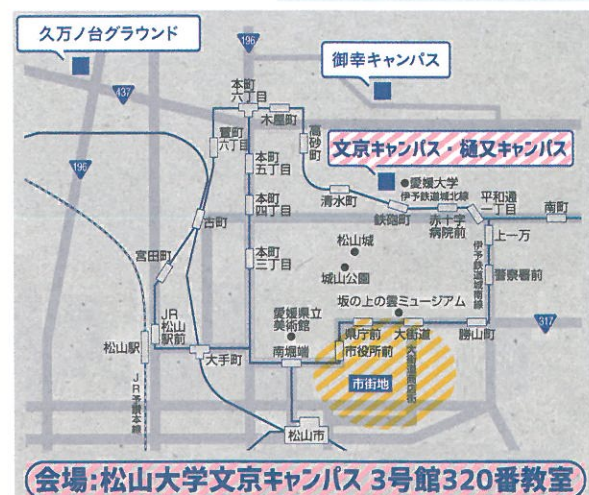 久万ノ台グラウンド
196
御幸キャンパス
437
本町
六丁目
木屋町
鷺町
六丁目
高砂町
文京キャンパス・樋又キャンパス
本町
五丁目
196
愛媛大学
伊予鉄道城北線
平和通
一丁目
清水町
本町
四丁目
鉄砲町
赤十字
病院前
南町
古町
上一万
松山城
伊予鉄道城南線
宮田町
本町
三丁目
城山公園
警察署前
坂の上の雲ミュージアム
愛媛県立
美術館
317
JR
松山
駅前
県庁前
大街道
勝山町
松山駅
大手町
南堀端
市役所前
大街道商店街
JR予讃本線
市街地
松山市
会場:松山大学文京キャンパス 3号館320番教室